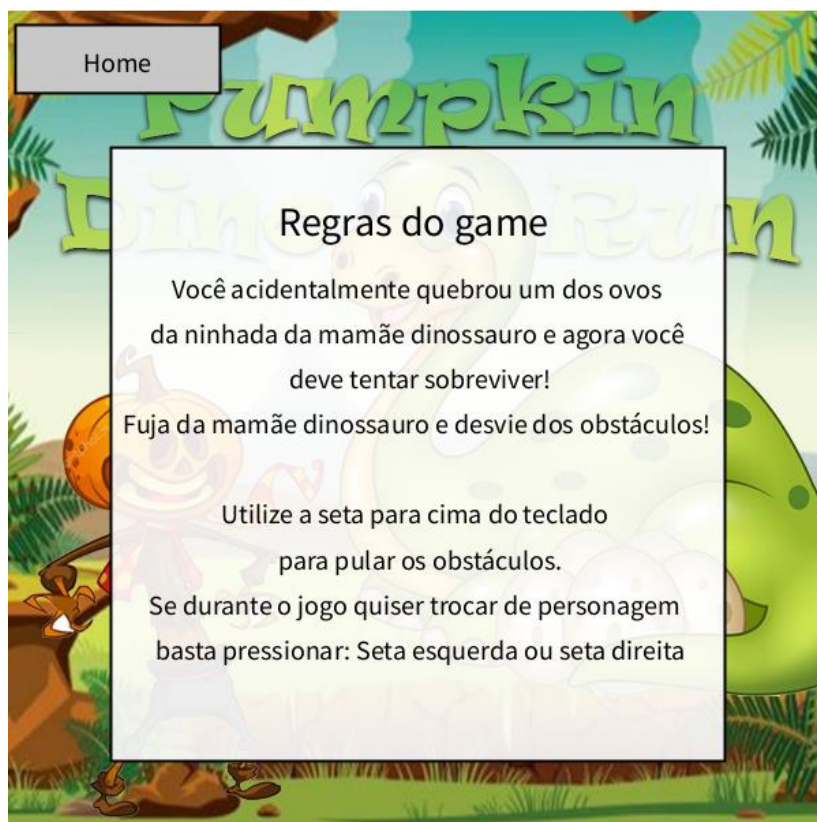 Home
Pumpkin
Dino Run
Regras do game
Você acidentalmente quebrou um dos ovos
da ninhada da mamãe dinossauro e agora você
deve tentar sobreviver!
Fuja da mamãe dinossauro e desvie dos obstáculos!
Utilize a seta para cima do teclado
para pular os obstáculos.
Se durante o jogo quiser trocar de personagem
basta pressionar: Seta esquerda ou seta direita